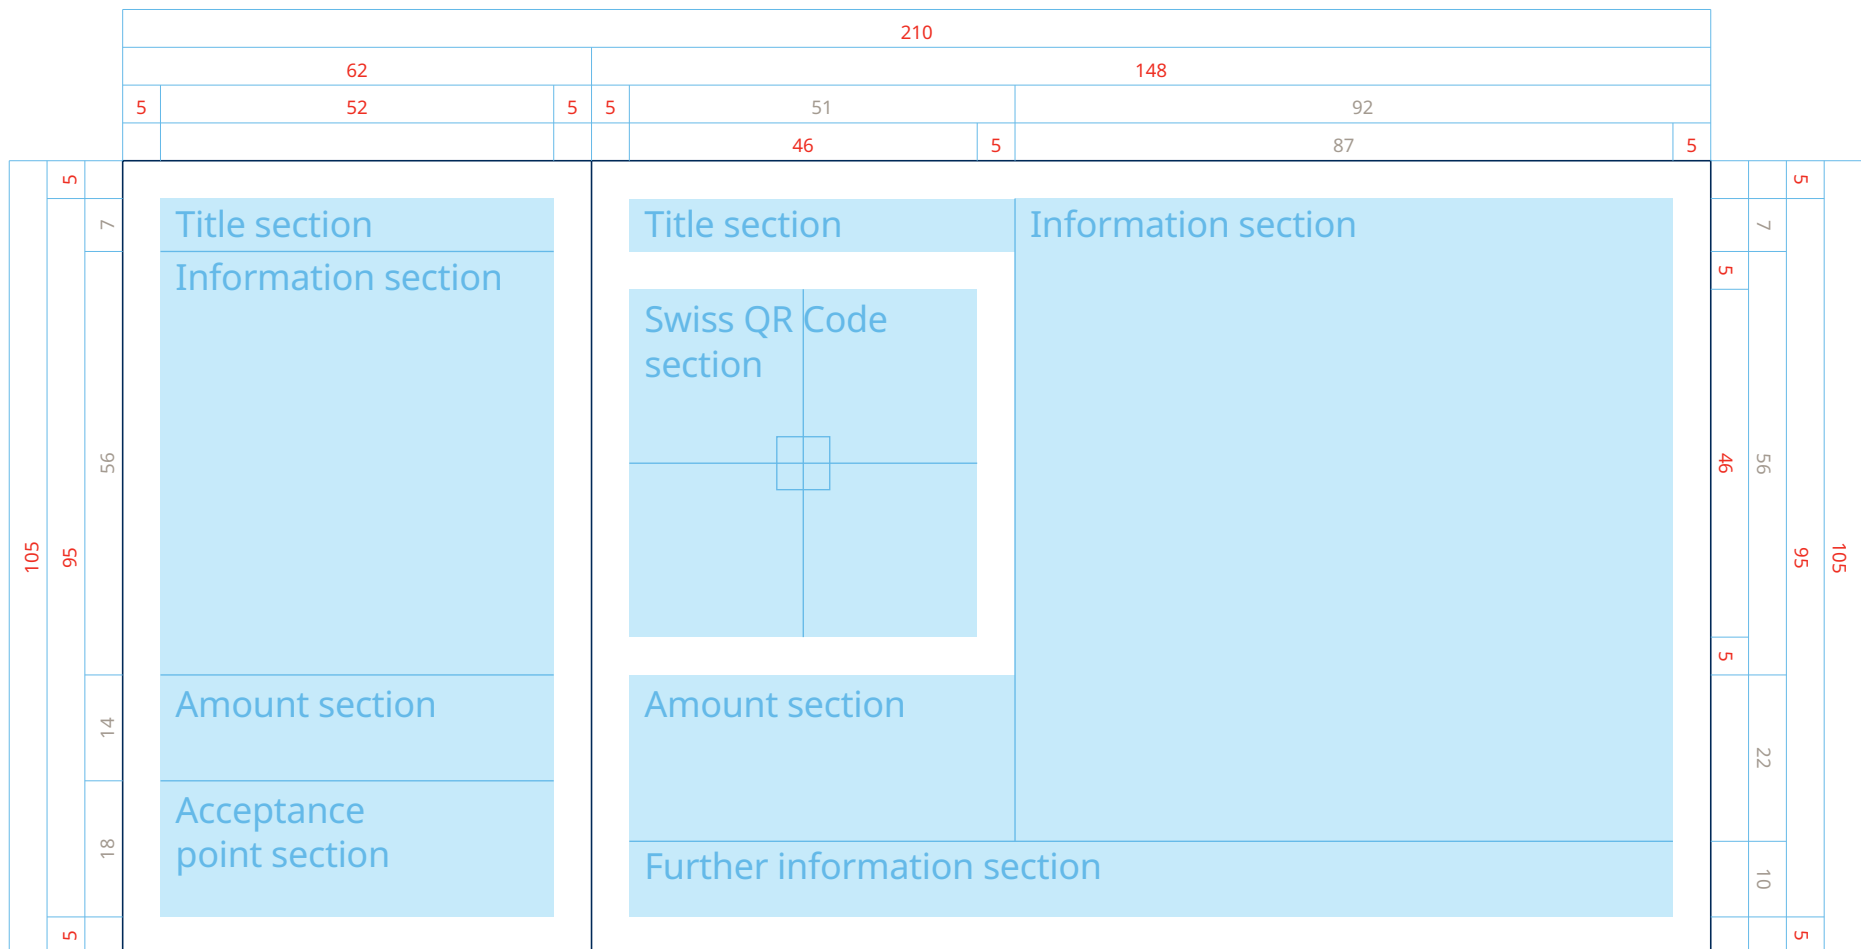 210
62 148
5 52 5 5 51 92
46 5 87 5
5 5
Title section Title section Information section
7 7
Information section
5
Swiss QR Code
section
56 46 56
105 95 95 105
5
Amount section Amount section
14 22
Acceptance
point section
18
Further information section
10
5 5